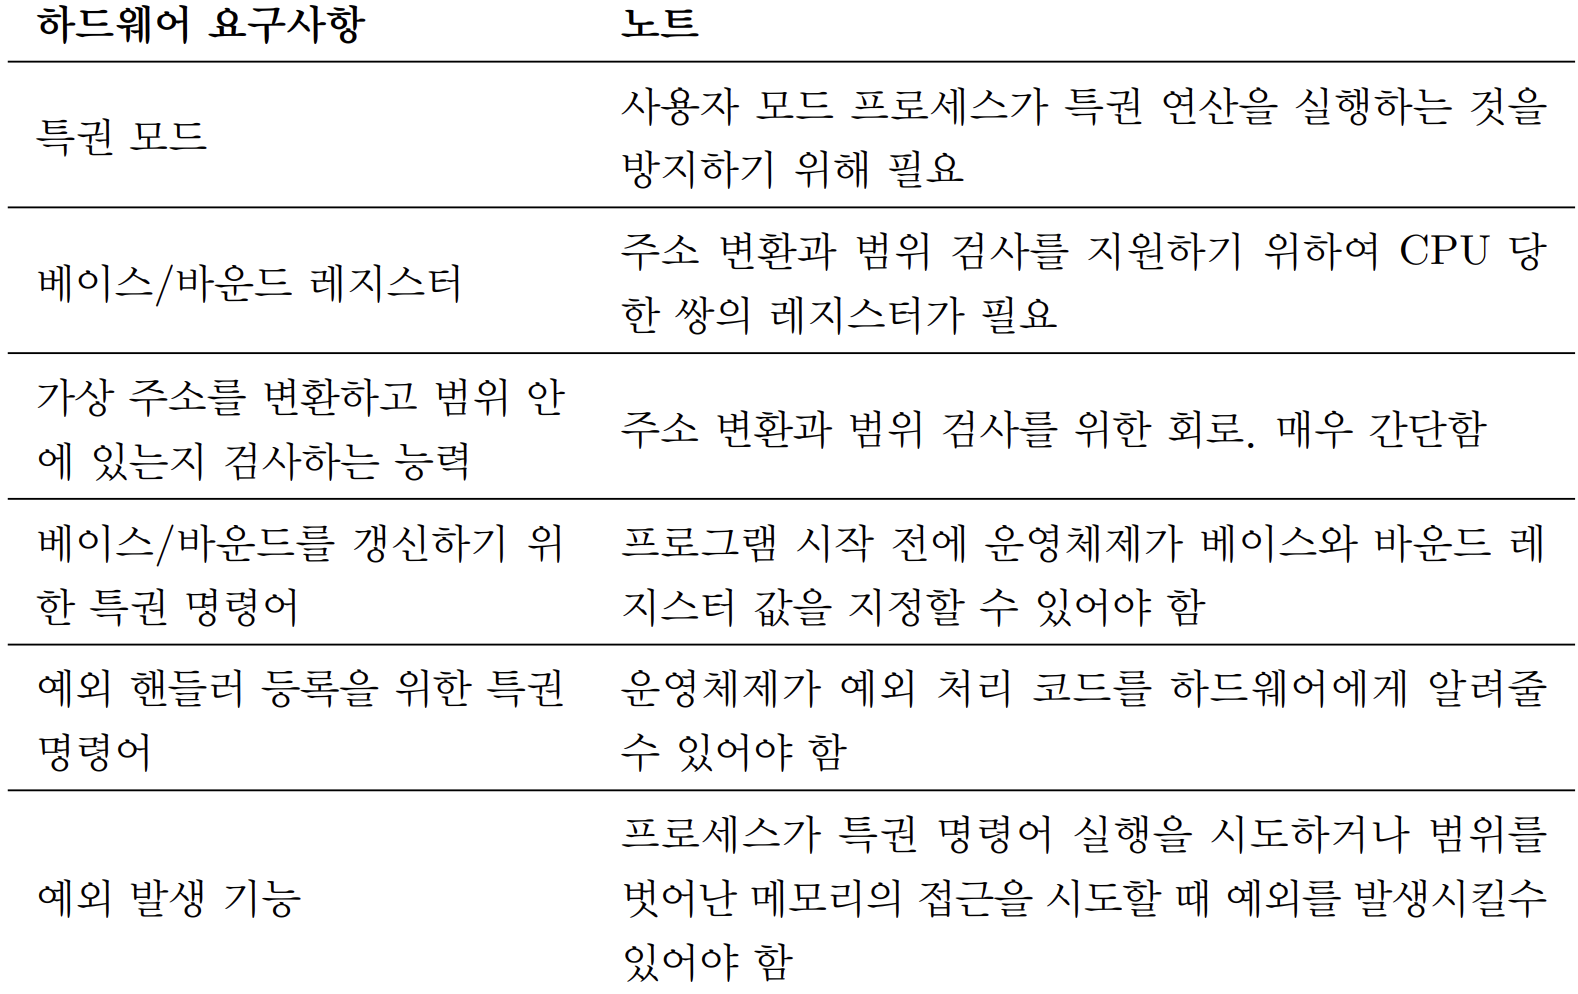 하드웨어 요구사항
노트
특권 모드
사용자 모드 프로세스가 특권 연산을 실행하는 것을
방지하기 위해 필요
베이스/바운드 레지스터
주소 변환과 범위 검사를 지원하기 위하여 CPU 당
한 쌍의 레지스터가 필요
가상 주소를 변환하고 범위 안
에 있는지 검사하는 능력
주소 변환과 범위 검사를 위한 회로. 매우 간단함
베이스/바운드를 갱신하기 위
한 특권 명령어
프로그램 시작 전에 운영체제가 베이스와 바운드 레
지스터 값을 지정할 수 있어야 함
예외 핸들러 등록을 위한 특권
명령어
운영체제가 예외 처리 코드를 하드웨어에게 알려줄
수 있어야 함
예외 발생 기능
프로세스가 특권 명령어 실행을 시도하거나 범위를
벗어난 메모리의 접근을 시도할 때 예외를 발생시킬수
있어야 함